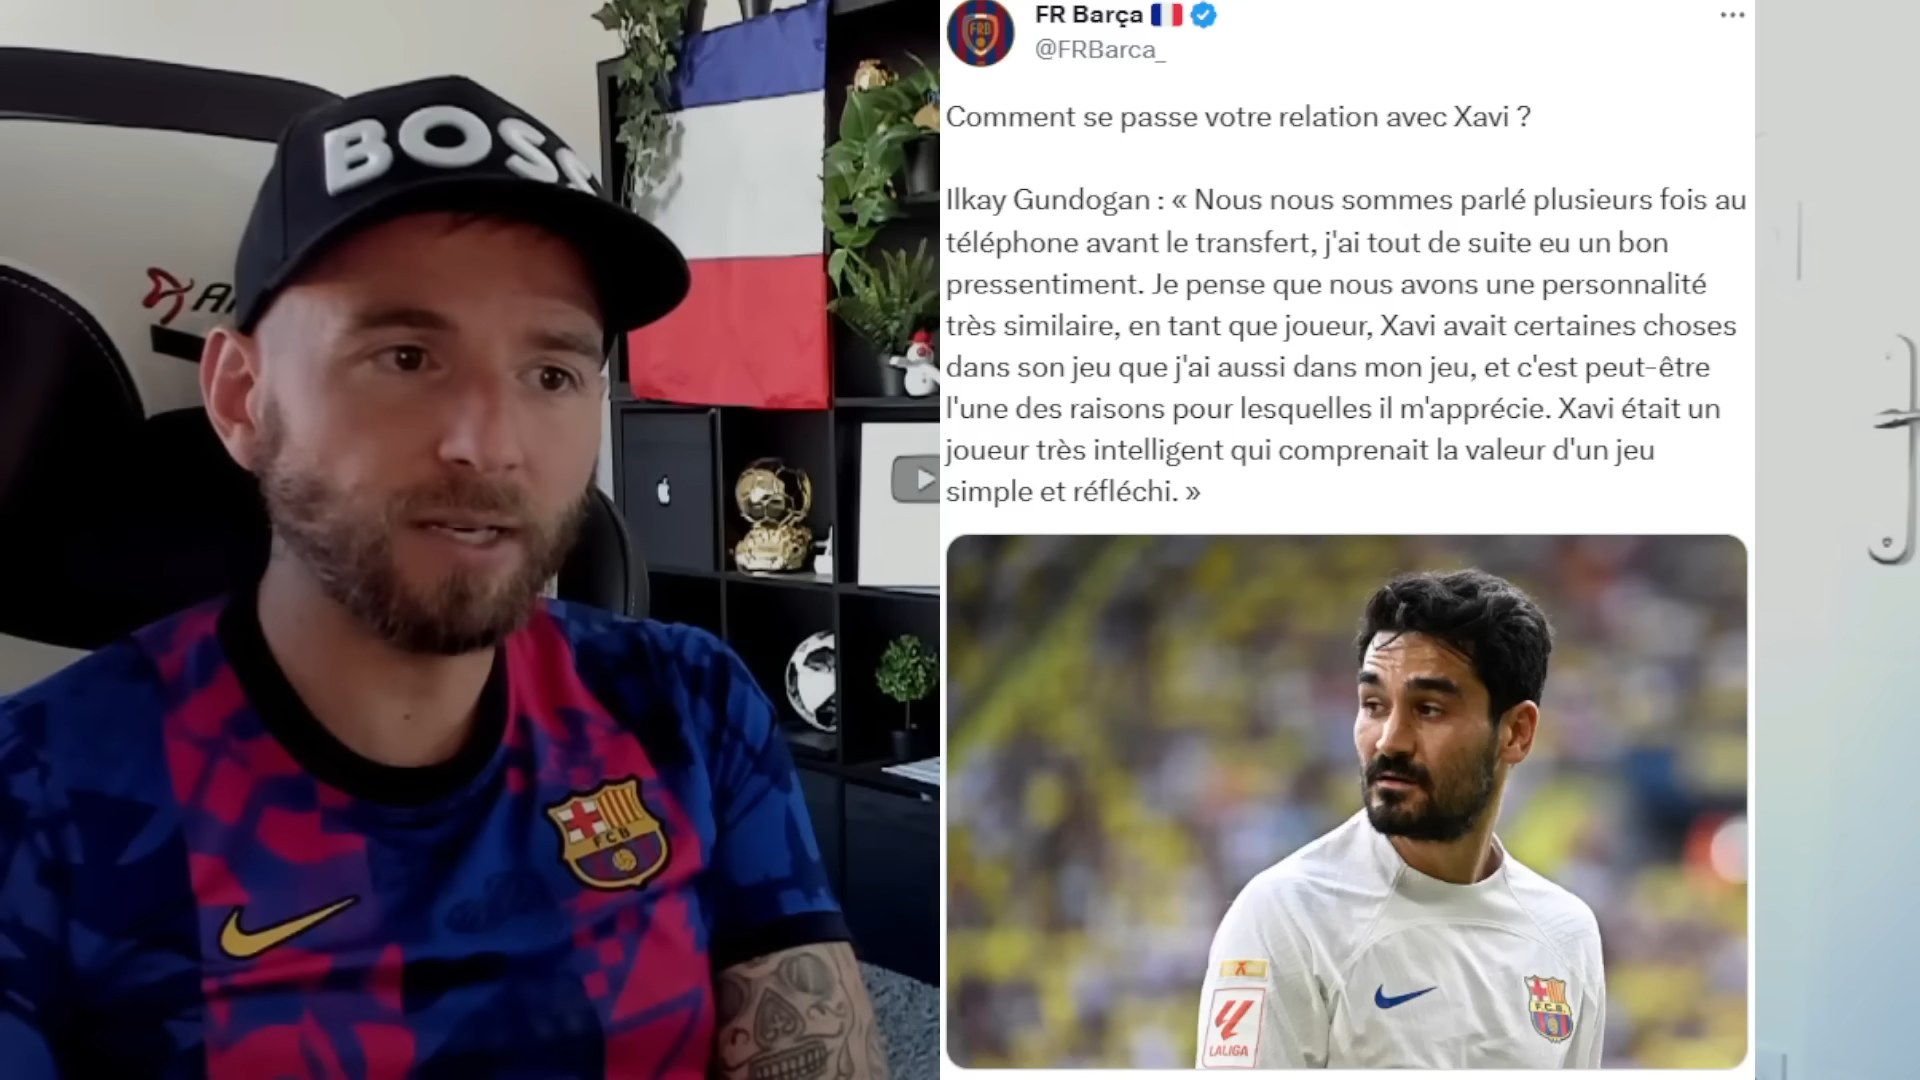 BOSS
FCB
FRB
FR Barça
@FRBarca_
Comment se passe votre relation avec Xavi ?
Ilkay Gundogan : « Nous nous sommes parlé plusieurs fois au
téléphone avant le transfert, j'ai tout de suite eu un bon
pressentiment. Je pense que nous avons une personnalité
très similaire, en tant que joueur, Xavi avait certaines choses
dans son jeu que j'ai aussi dans mon jeu, et c'est peut-être
l'une des raisons pour lesquelles il m'apprécie. Xavi était un
joueur très intelligent qui comprenait la valeur d'un jeu
simple et réfléchi. »
LALIGA
F.C.B.